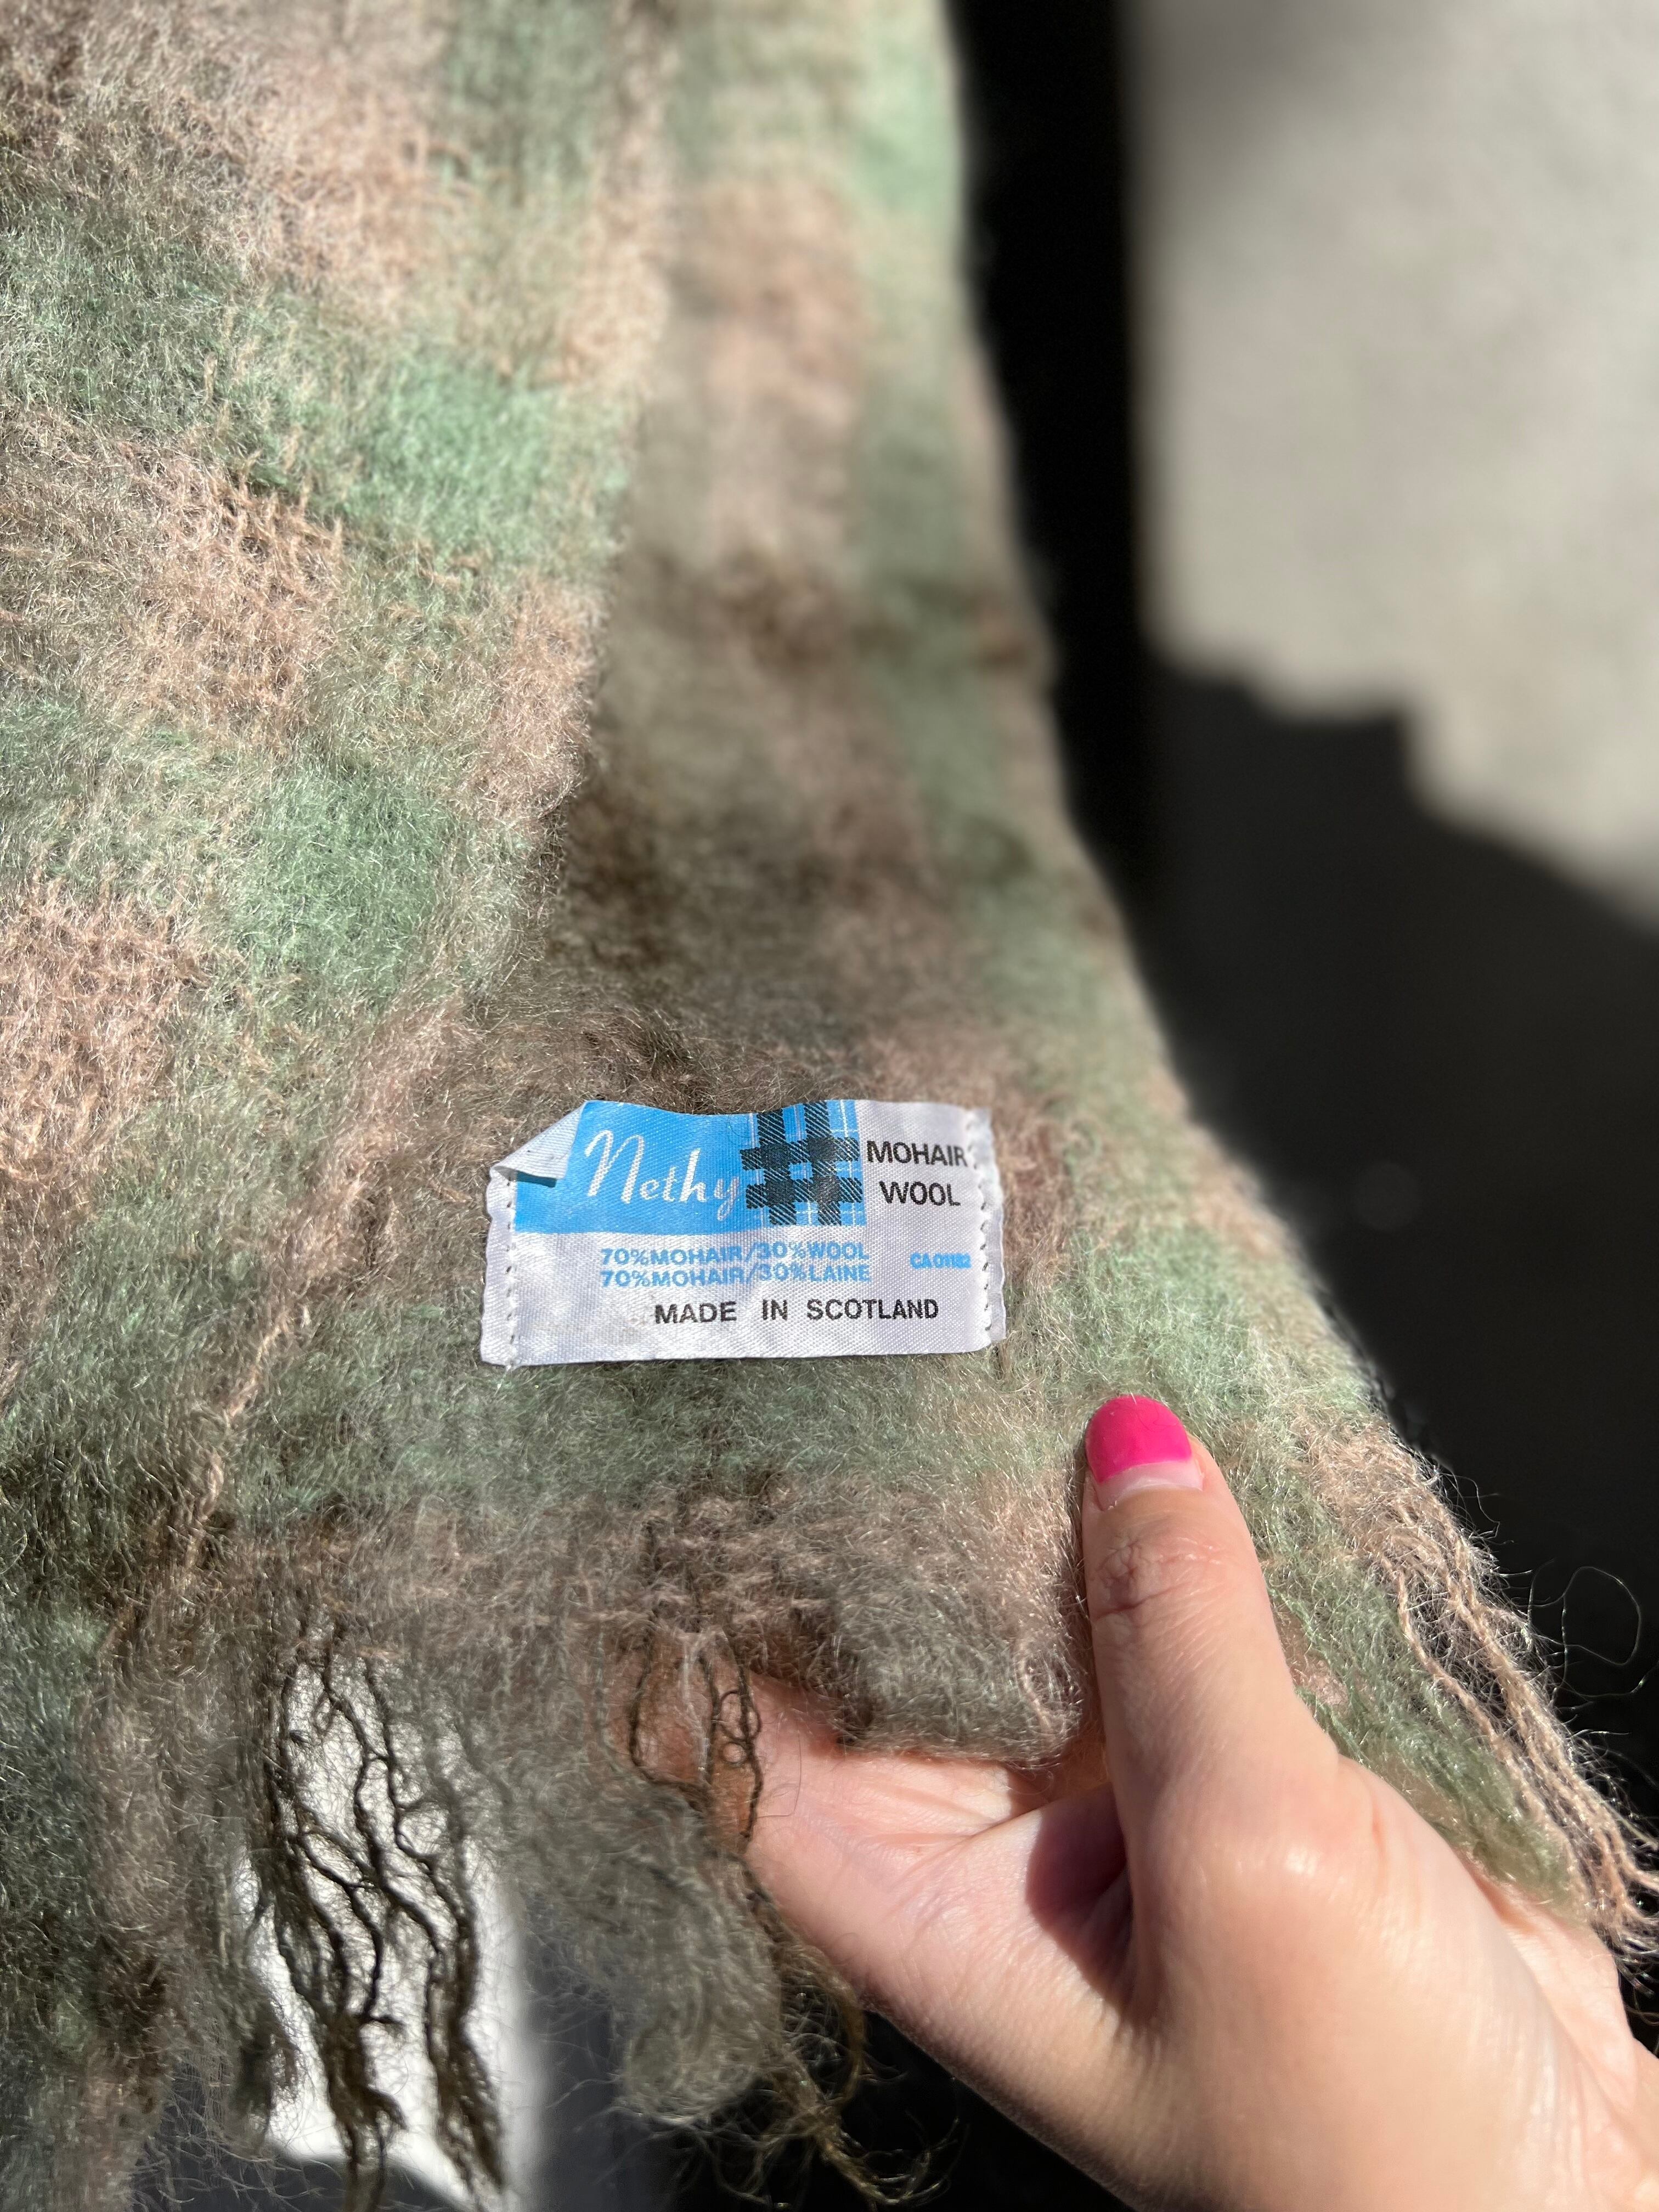 Nethy
MOHAIR
WOOL
70%MOHAIR/30%WOOL
70%MOHAIR/30%LAINE
MADE IN SCOTLAND